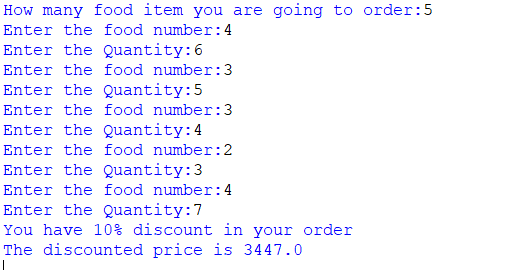 How many food item you are going to order:5
Enter the food number:4
Enter the Quantity:6
Enter the food number:3
Enter the Quantity:5
Enter the food number:3
Enter the Quantity:4
Enter the food number:2
Enter the Quantity:3
Enter the food number:4
Enter the Quantity:7
You have 10% discount in your order
The discounted price is 3447.0